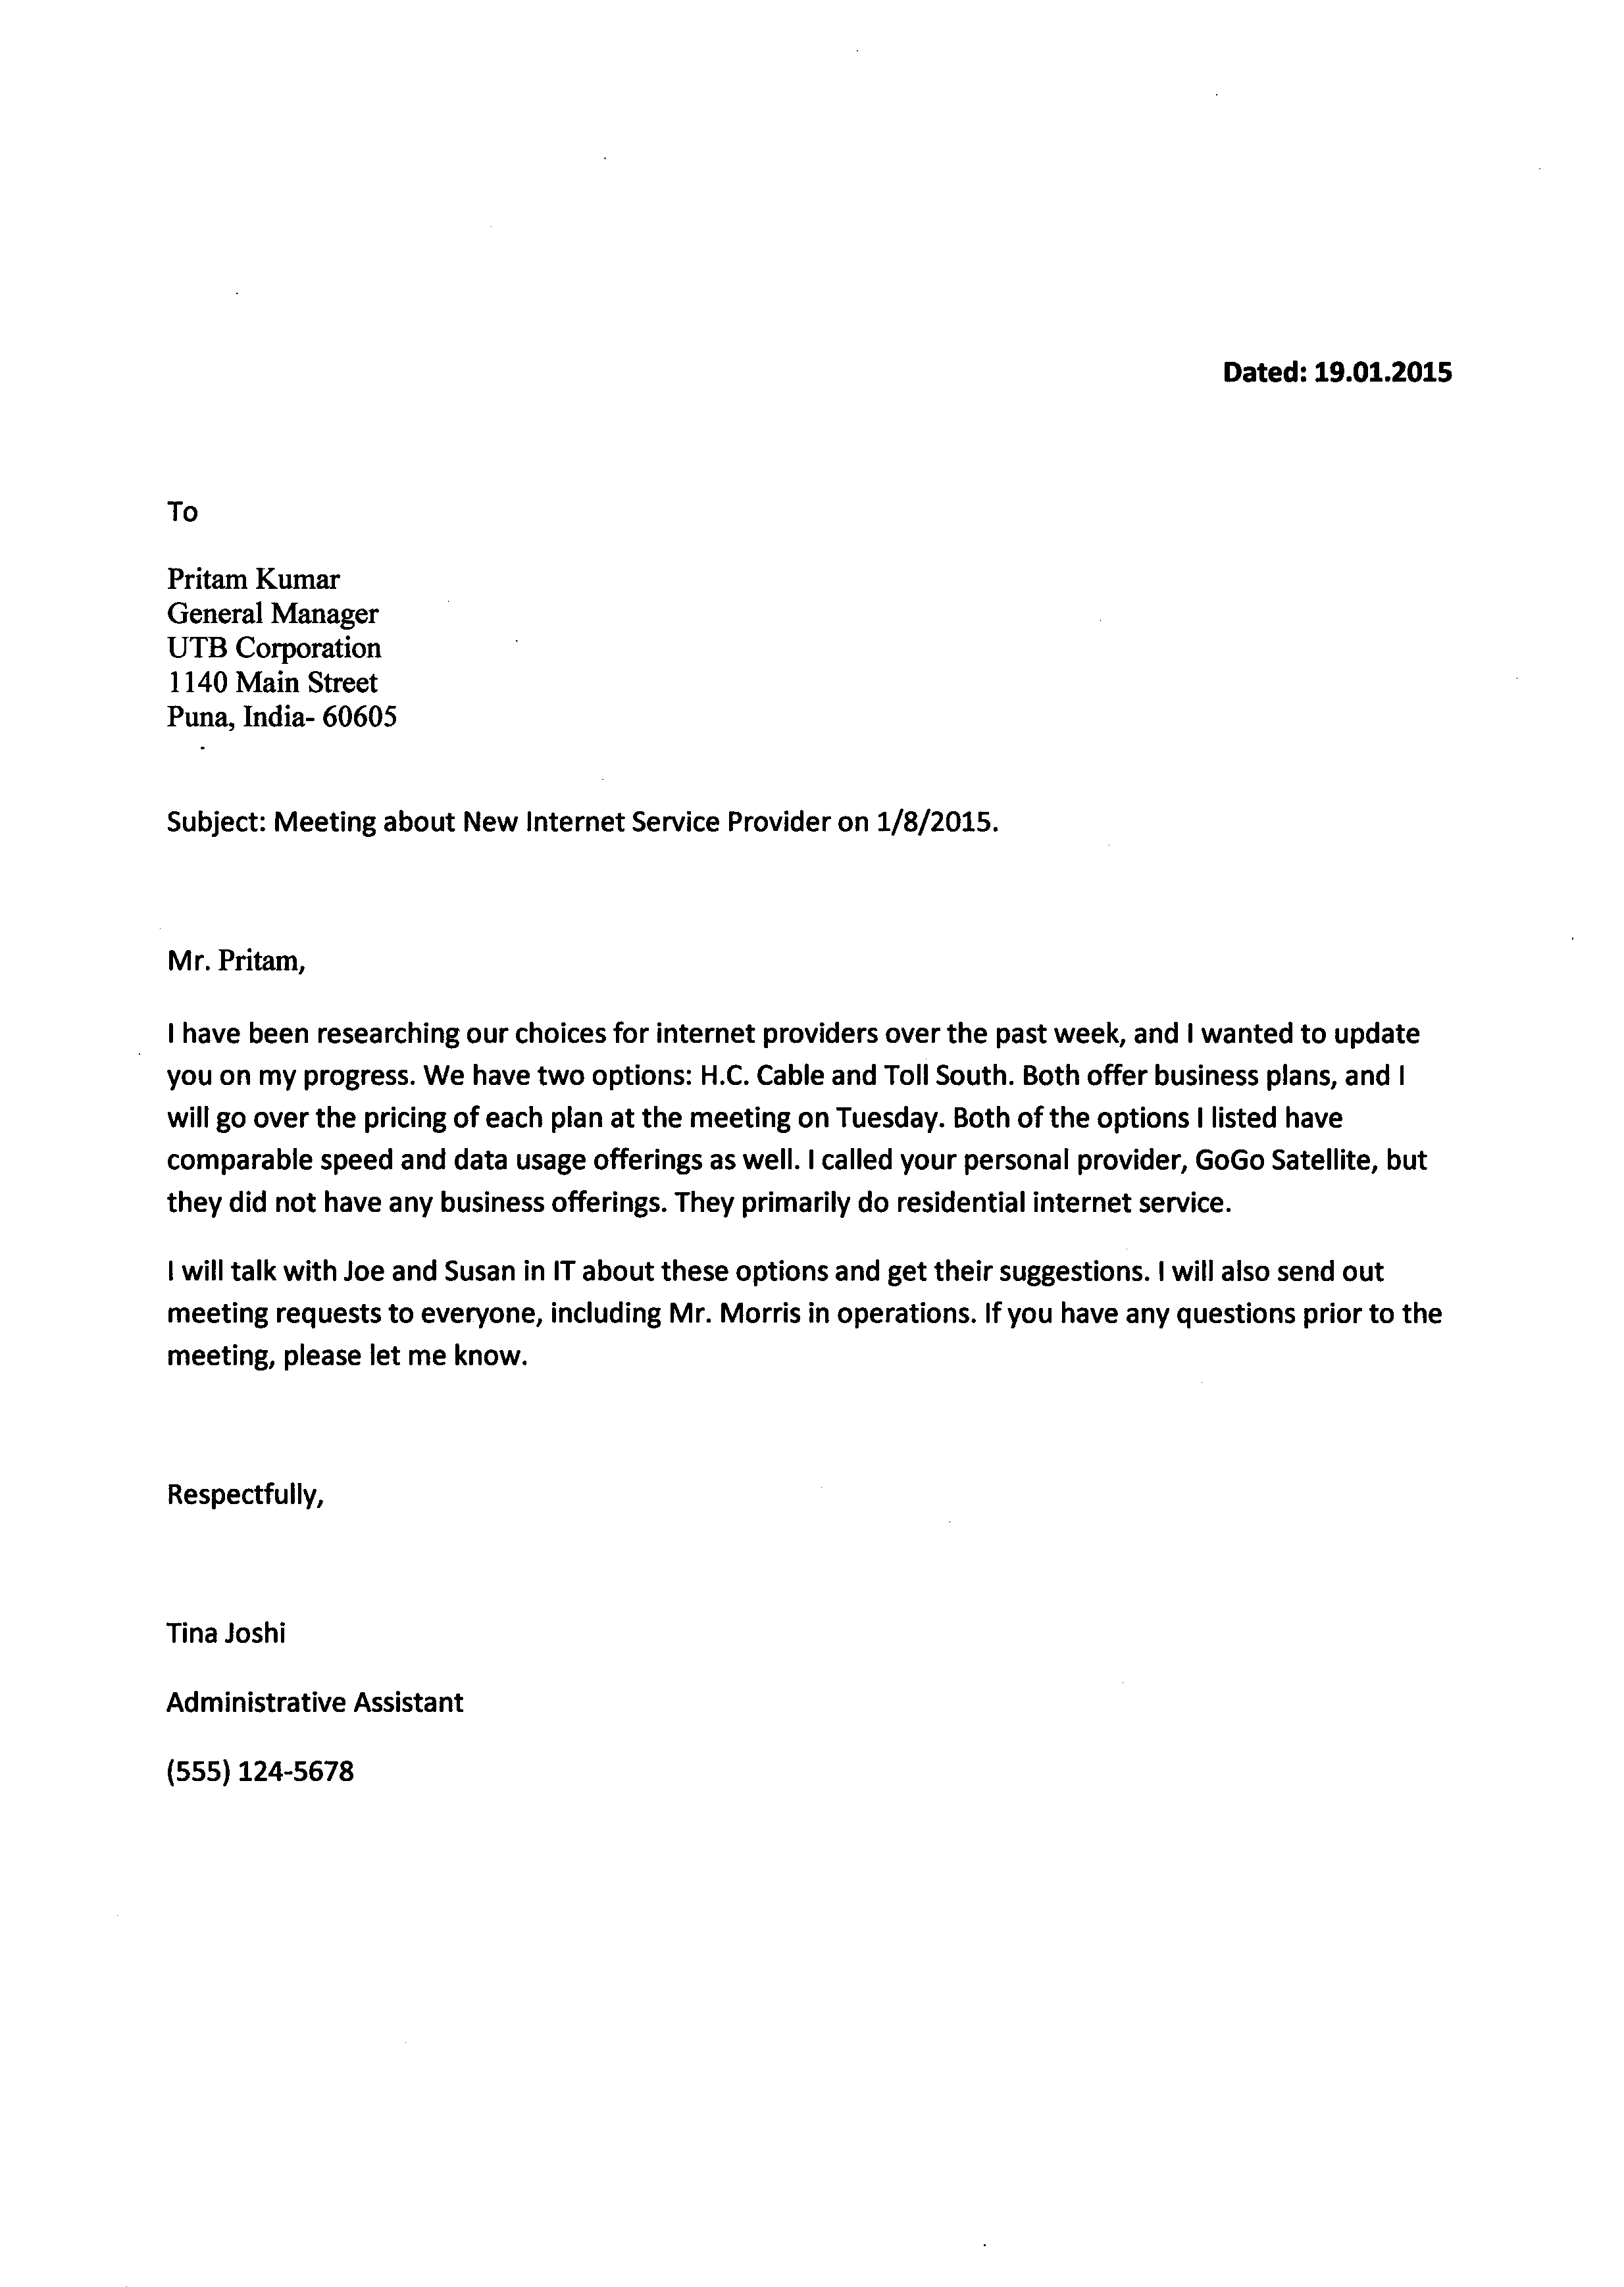 Dated: 19.01.2015
To
Pritam Kumar
General Manager
UTB Corporation
1140 Main Street
Puna, India- 60605
Subject: Meeting about New Internet Service Provider on 1/8/2015.
Mr. Pritam,
I have been researching our choices for internet providers over the past week, and I wanted to update
you on my progress. We have two options: H.C. Cable and Toll South. Both offer business plans, and I
will go over the pricing of each plan at the meeting on Tuesday. Both of the options I listed have
comparable speed and data usage offerings as well. I called your personal provider, GoGo Satellite, but
they did not have any business offerings. They primarily do residential internet service.
I will talk with Joe and Susan in IT about these options and get their suggestions. I will also send out
meeting requests to everyone, including Mr. Morris in operations. If you have any questions prior to the
meeting, please let me know.
Respectfully,
Tina Joshi
Administrative Assistant
(555) 124-5678